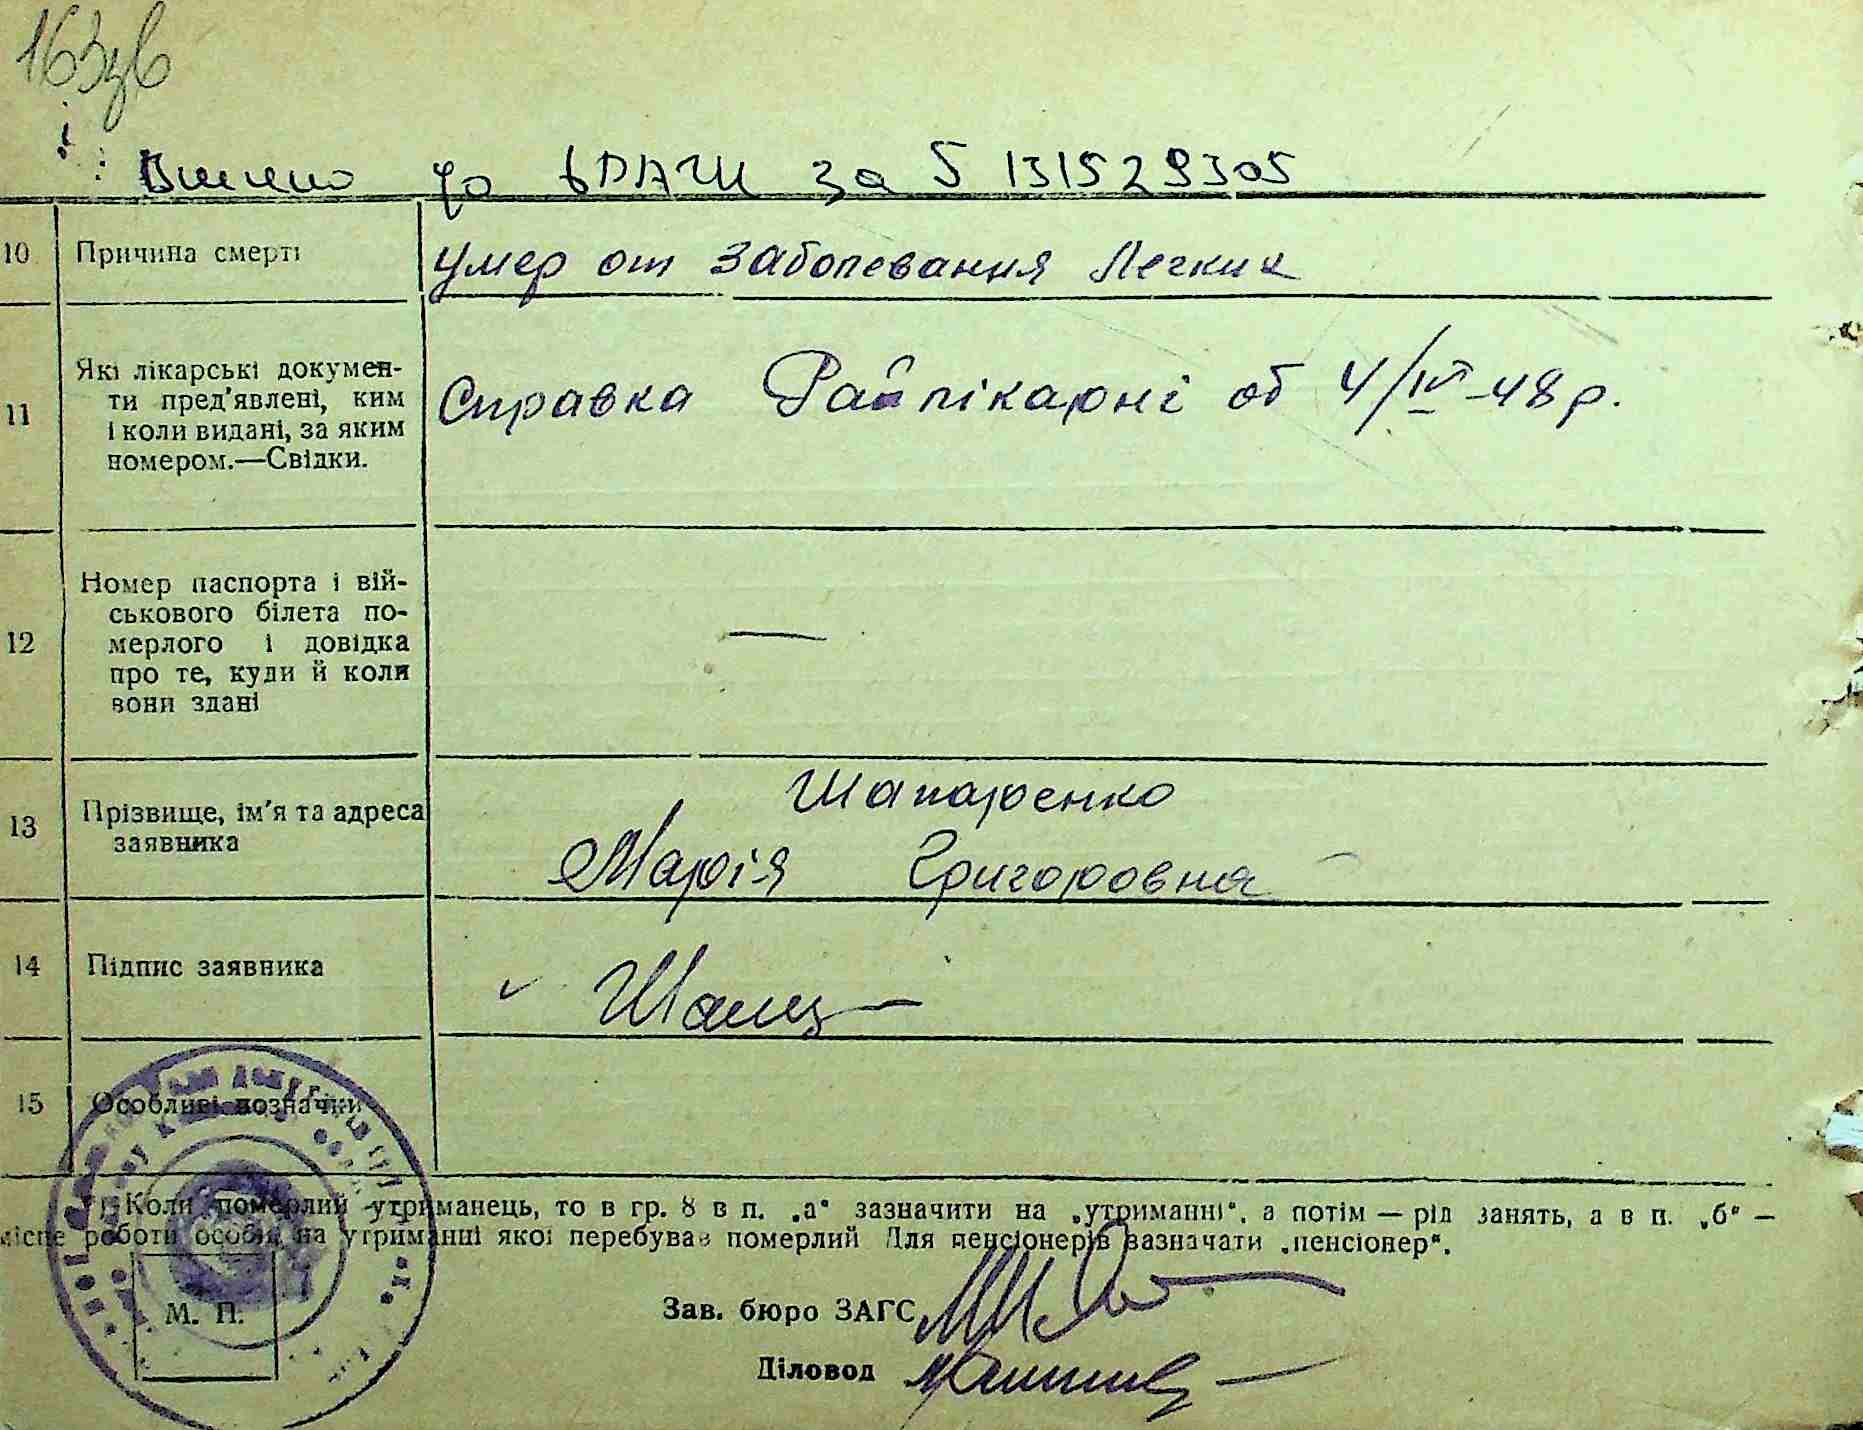 163зв
Внесено до ДРАЦС за № 131529305
10 Причина смерті умер от заболевания Легких
11 Які лікарські докумен-
ти пред'явлені, ким
і коли видані, за яким
номером.—Свідки.
Справка Райлікарні об 4/IV-48 р.
12 Номер паспорта і вій-
ськового білета по-
мерлого і довідка
про те, куди й коли
вони здані
—
13 Прізвище, ім'я та адреса
заявника
Шапаренко
Марія Григоровна
14 Підпис заявника
15 Особливі позначки
Коли померлий утриманець, то в гр. 8 в п. „а“ зазначити на „утриманні“, а потім — рід занять, а в п. „б“ —
місце роботи особи, на утриманні якої перебував померлий Для пенсіонерів зазначати „пенсіонер“.
М. П.
Зав. бюро ЗАГС
Діловод